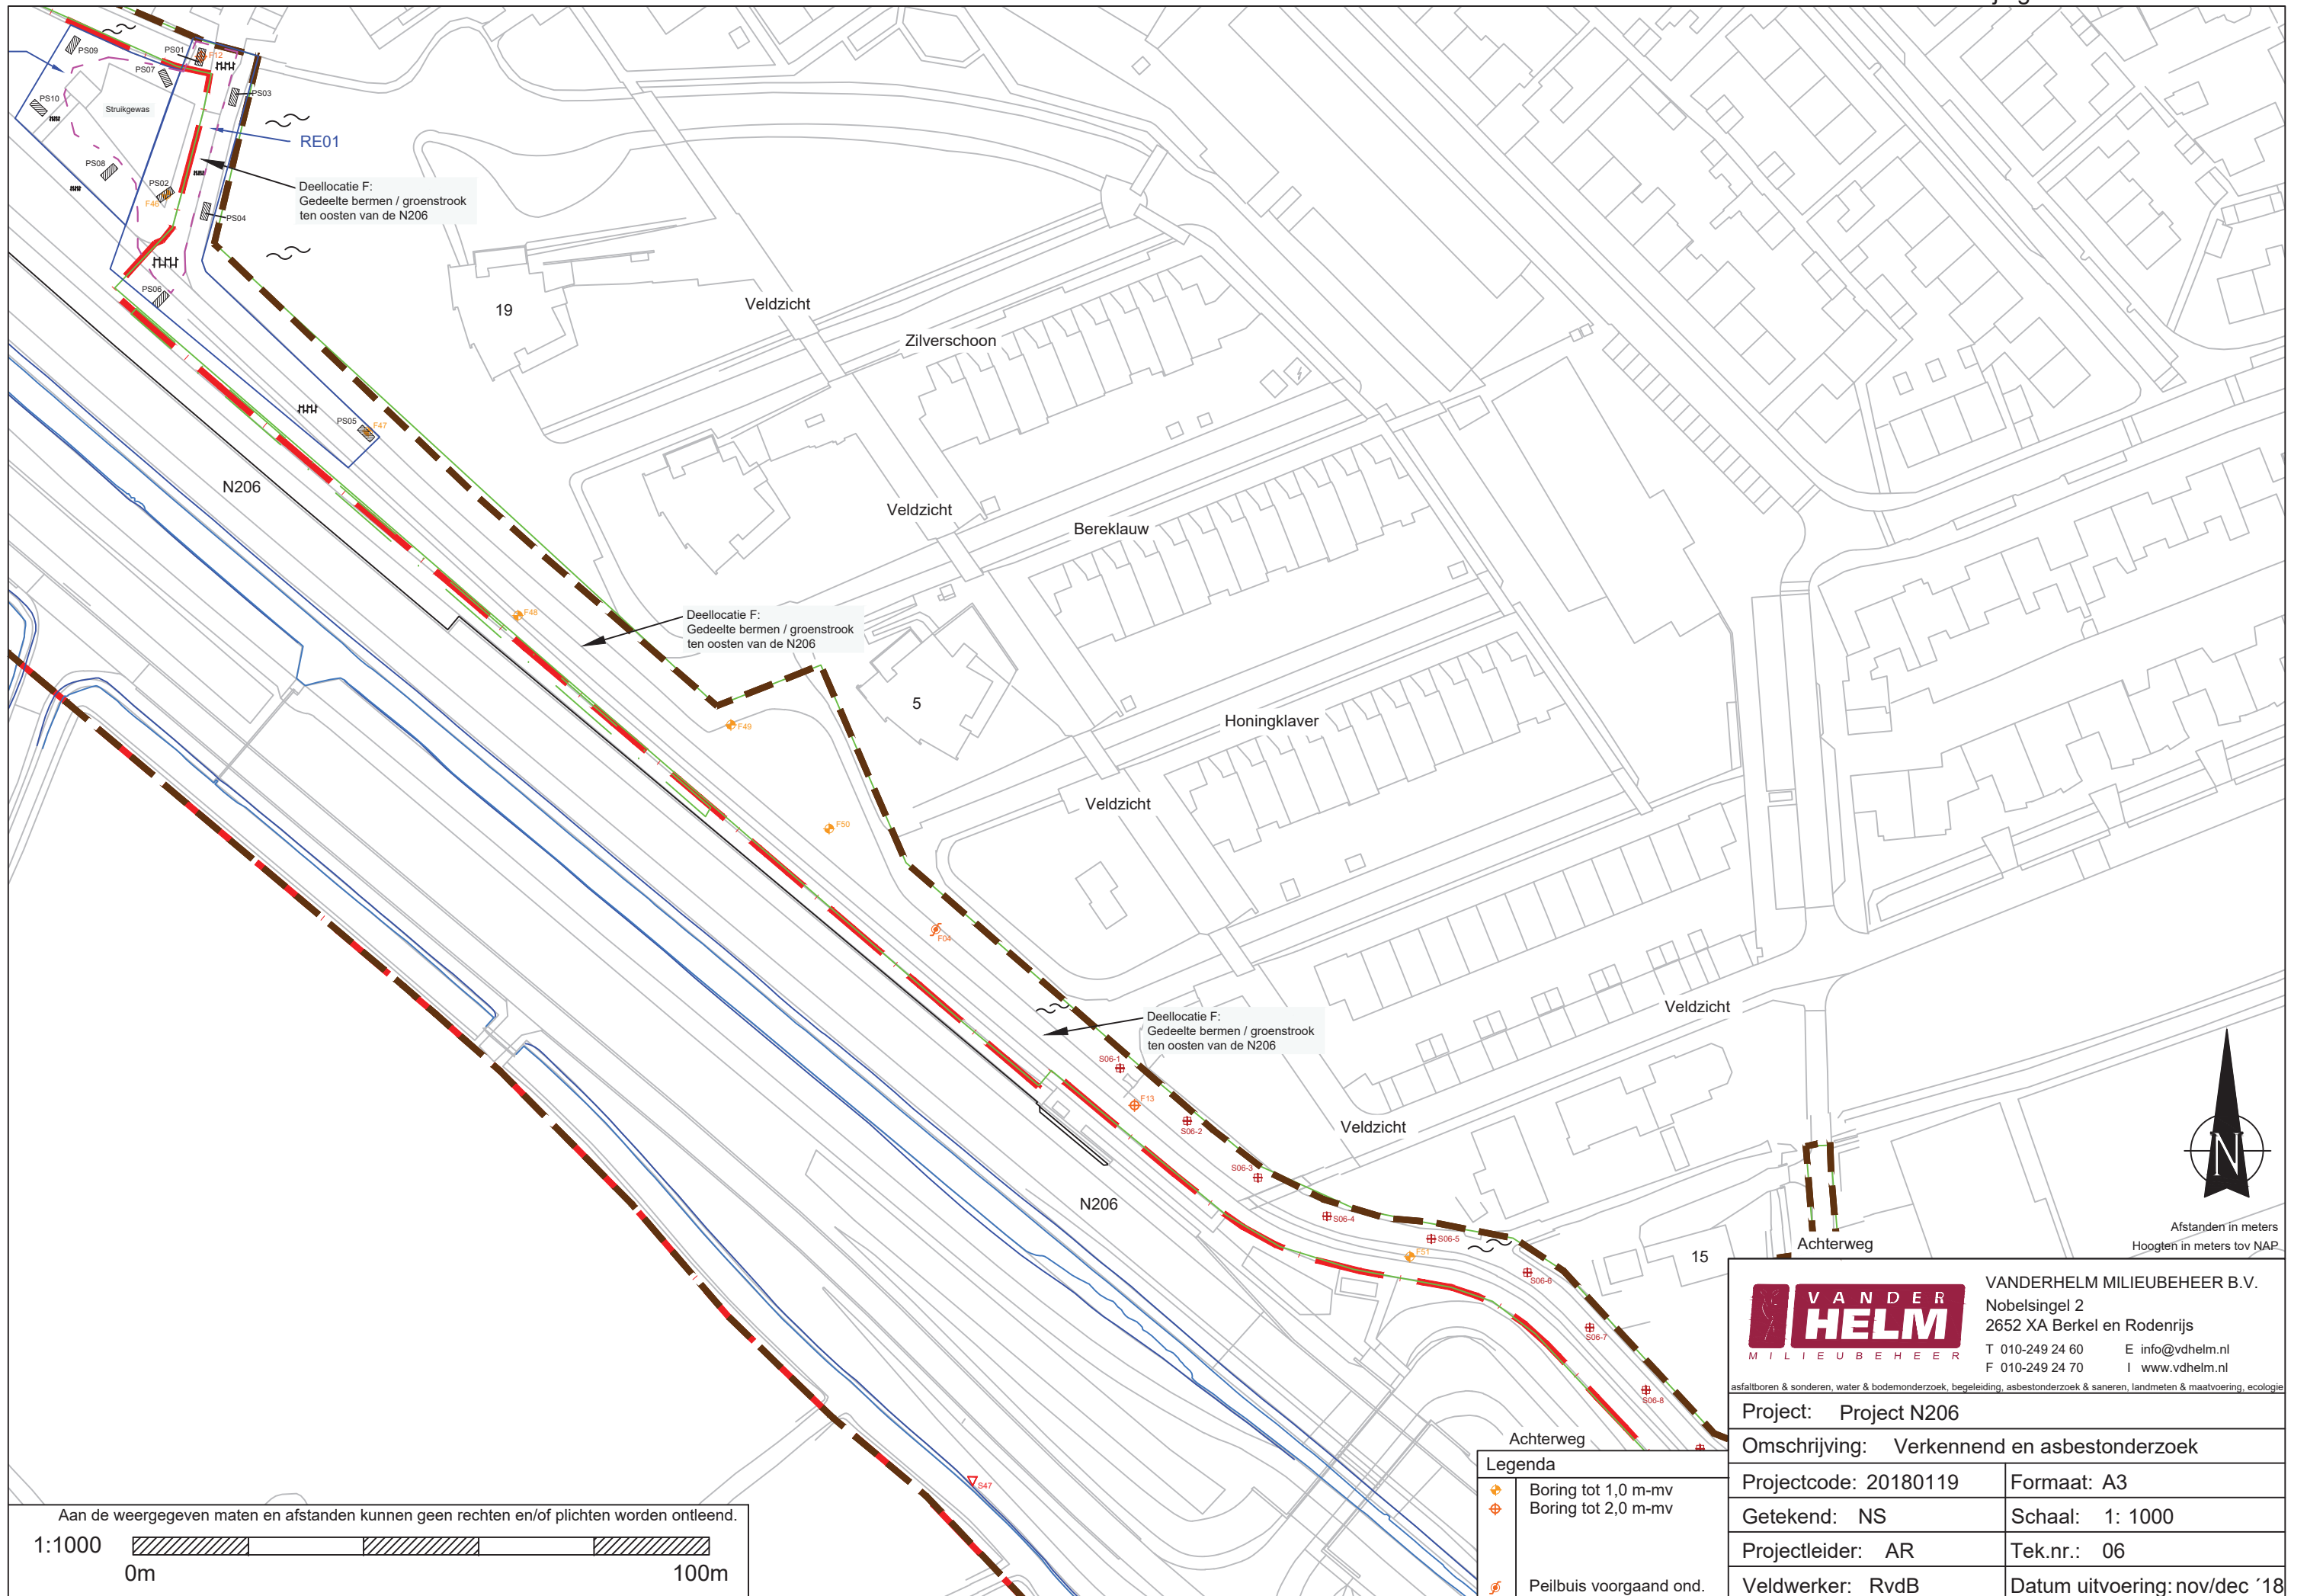 PS09
PS01
F12
PS07
PS03
PS10
Struikgewas
RE01
PS08
PS02
F46
PS04
Deellocatie F:
Gedeelte bermen / groenstrook
ten oosten van de N206
PS06
19
Veldzicht
Zilverschoon
PS05
F47
N206
Veldzicht
Bereklauw
F48
Deellocatie F:
Gedeelte bermen / groenstrook
ten oosten van de N206
5
F49
Honingklaver
Veldzicht
F50
F04
Veldzicht
Deellocatie F:
Gedeelte bermen / groenstrook
ten oosten van de N206
S06-1
F13
S06-2
Veldzicht
S06-3
N206
S06-4
S06-5
F51
S06-6
15
Achterweg
S06-7
S06-8
Achterweg
S47
N
Afstanden in meters
Hoogten in meters tov NAP
VANDER
HELM
MILIEUBEHEER
VANDERHELM MILIEUBEHEER B.V.
Nobelsingel 2
2652 XA Berkel en Rodenrijs
T 010-249 24 60 E info@vdhelm.nl
F 010-249 24 70 I www.vdhelm.nl
asfaltboren & sonderen, water & bodemonderzoek, begeleiding, asbestonderzoek & saneren, landmeten & maatvoering, ecologie
Project: Project N206
Omschrijving: Verkennend en asbestonderzoek
Projectcode: 20180119 Formaat: A3
Getekend: NS Schaal: 1: 1000
Projectleider: AR Tek.nr.: 06
Veldwerker: RvdB Datum uitvoering: nov/dec ´18
Legenda
Boring tot 1,0 m-mv
Boring tot 2,0 m-mv
Peilbuis voorgaand ond.
Aan de weergegeven maten en afstanden kunnen geen rechten en/of plichten worden ontleend.
1:1000
0m 100m